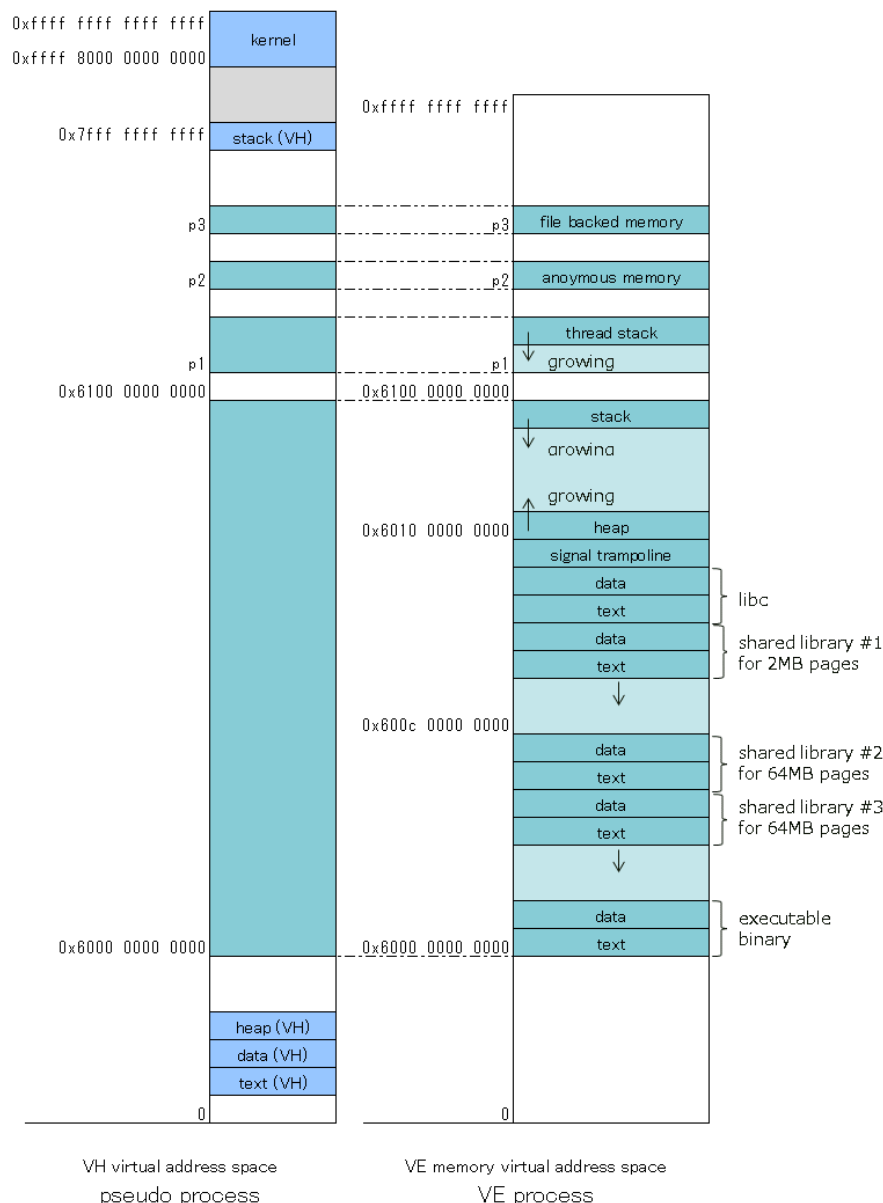 0xffff ffff ffff ffff
kernel
0xffff 8000 0000 0000
0xffff ffff ffff
0x7fff ffff ffff
stack (VH)
p3
p3
file backed memory
p2
p2
anoymous memory
thread stack
p1
p1
growing
0x6100 0000 0000
0x6100 0000 0000
stack
growing
growing
0x6010 0000 0000
heap
signal trampoline
data
text
libc
data
text
shared library #1
for 2MB pages
0x600c 0000 0000
data
text
shared library #2
for 64MB pages
data
text
shared library #3
for 64MB pages
data
text
executable
binary
0x6000 0000 0000
0x6000 0000 0000
heap (VH)
data (VH)
text (VH)
0
0
VH virtual address space
pseudo process
VE memory virtual address space
VE process